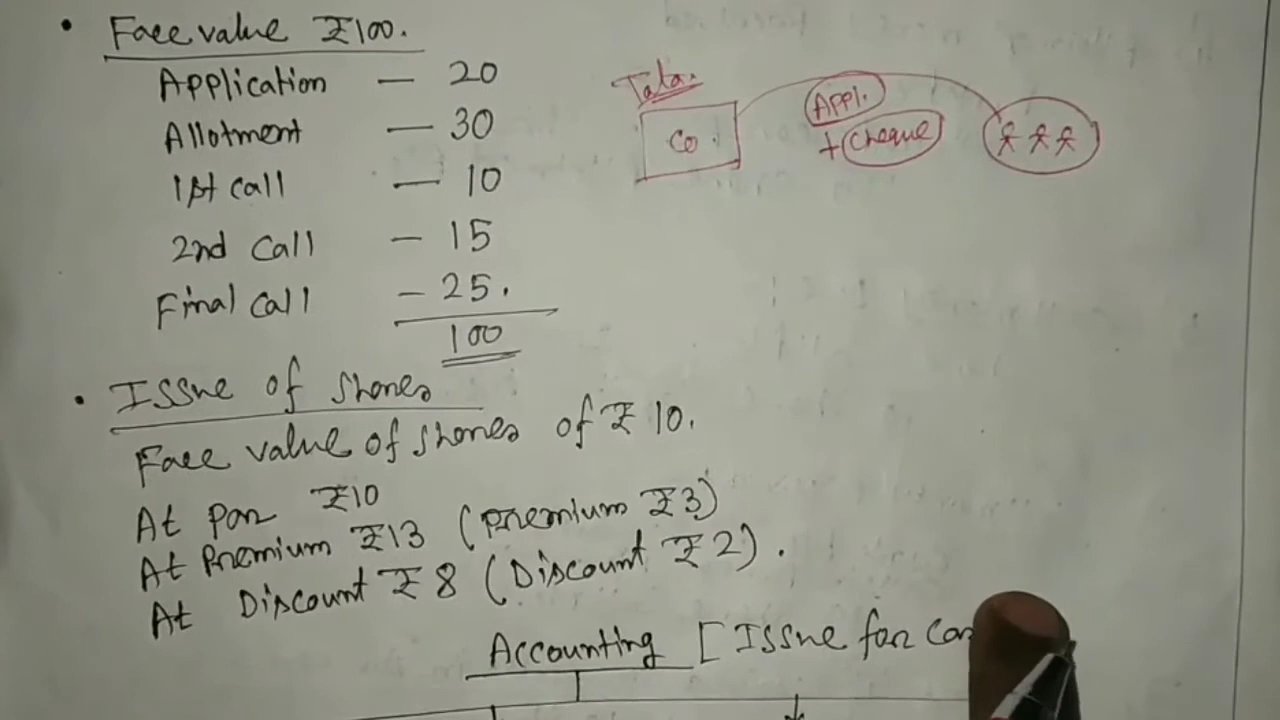 • Face value ₹100.
Application — 20
Allotment — 30
1st call — 10
2nd call — 15
Final call — 25.
100
Tata.
Co.
Appl.
+ cheque
• Issue of shares
Face value of shares of ₹10.
At par ₹10
At Premium ₹13 (Premium ₹3)
At Discount ₹8 (Discount ₹2).
Accounting [Issue for